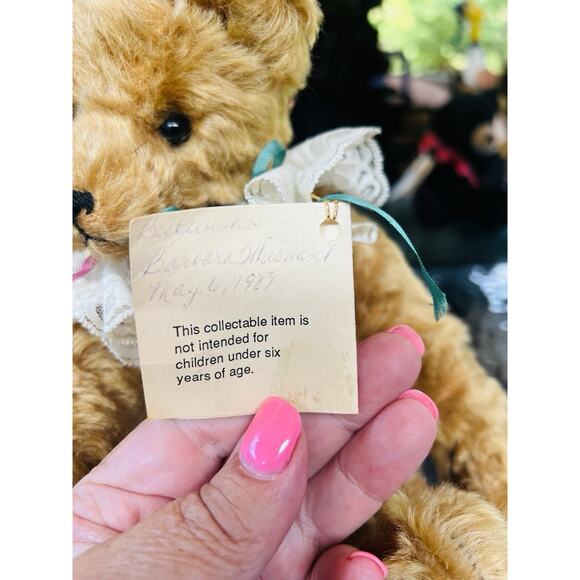 Best wishes -
Barbara Whisnant
May 6, 1989
This collectable item is
not intended for
children under six
years of age.